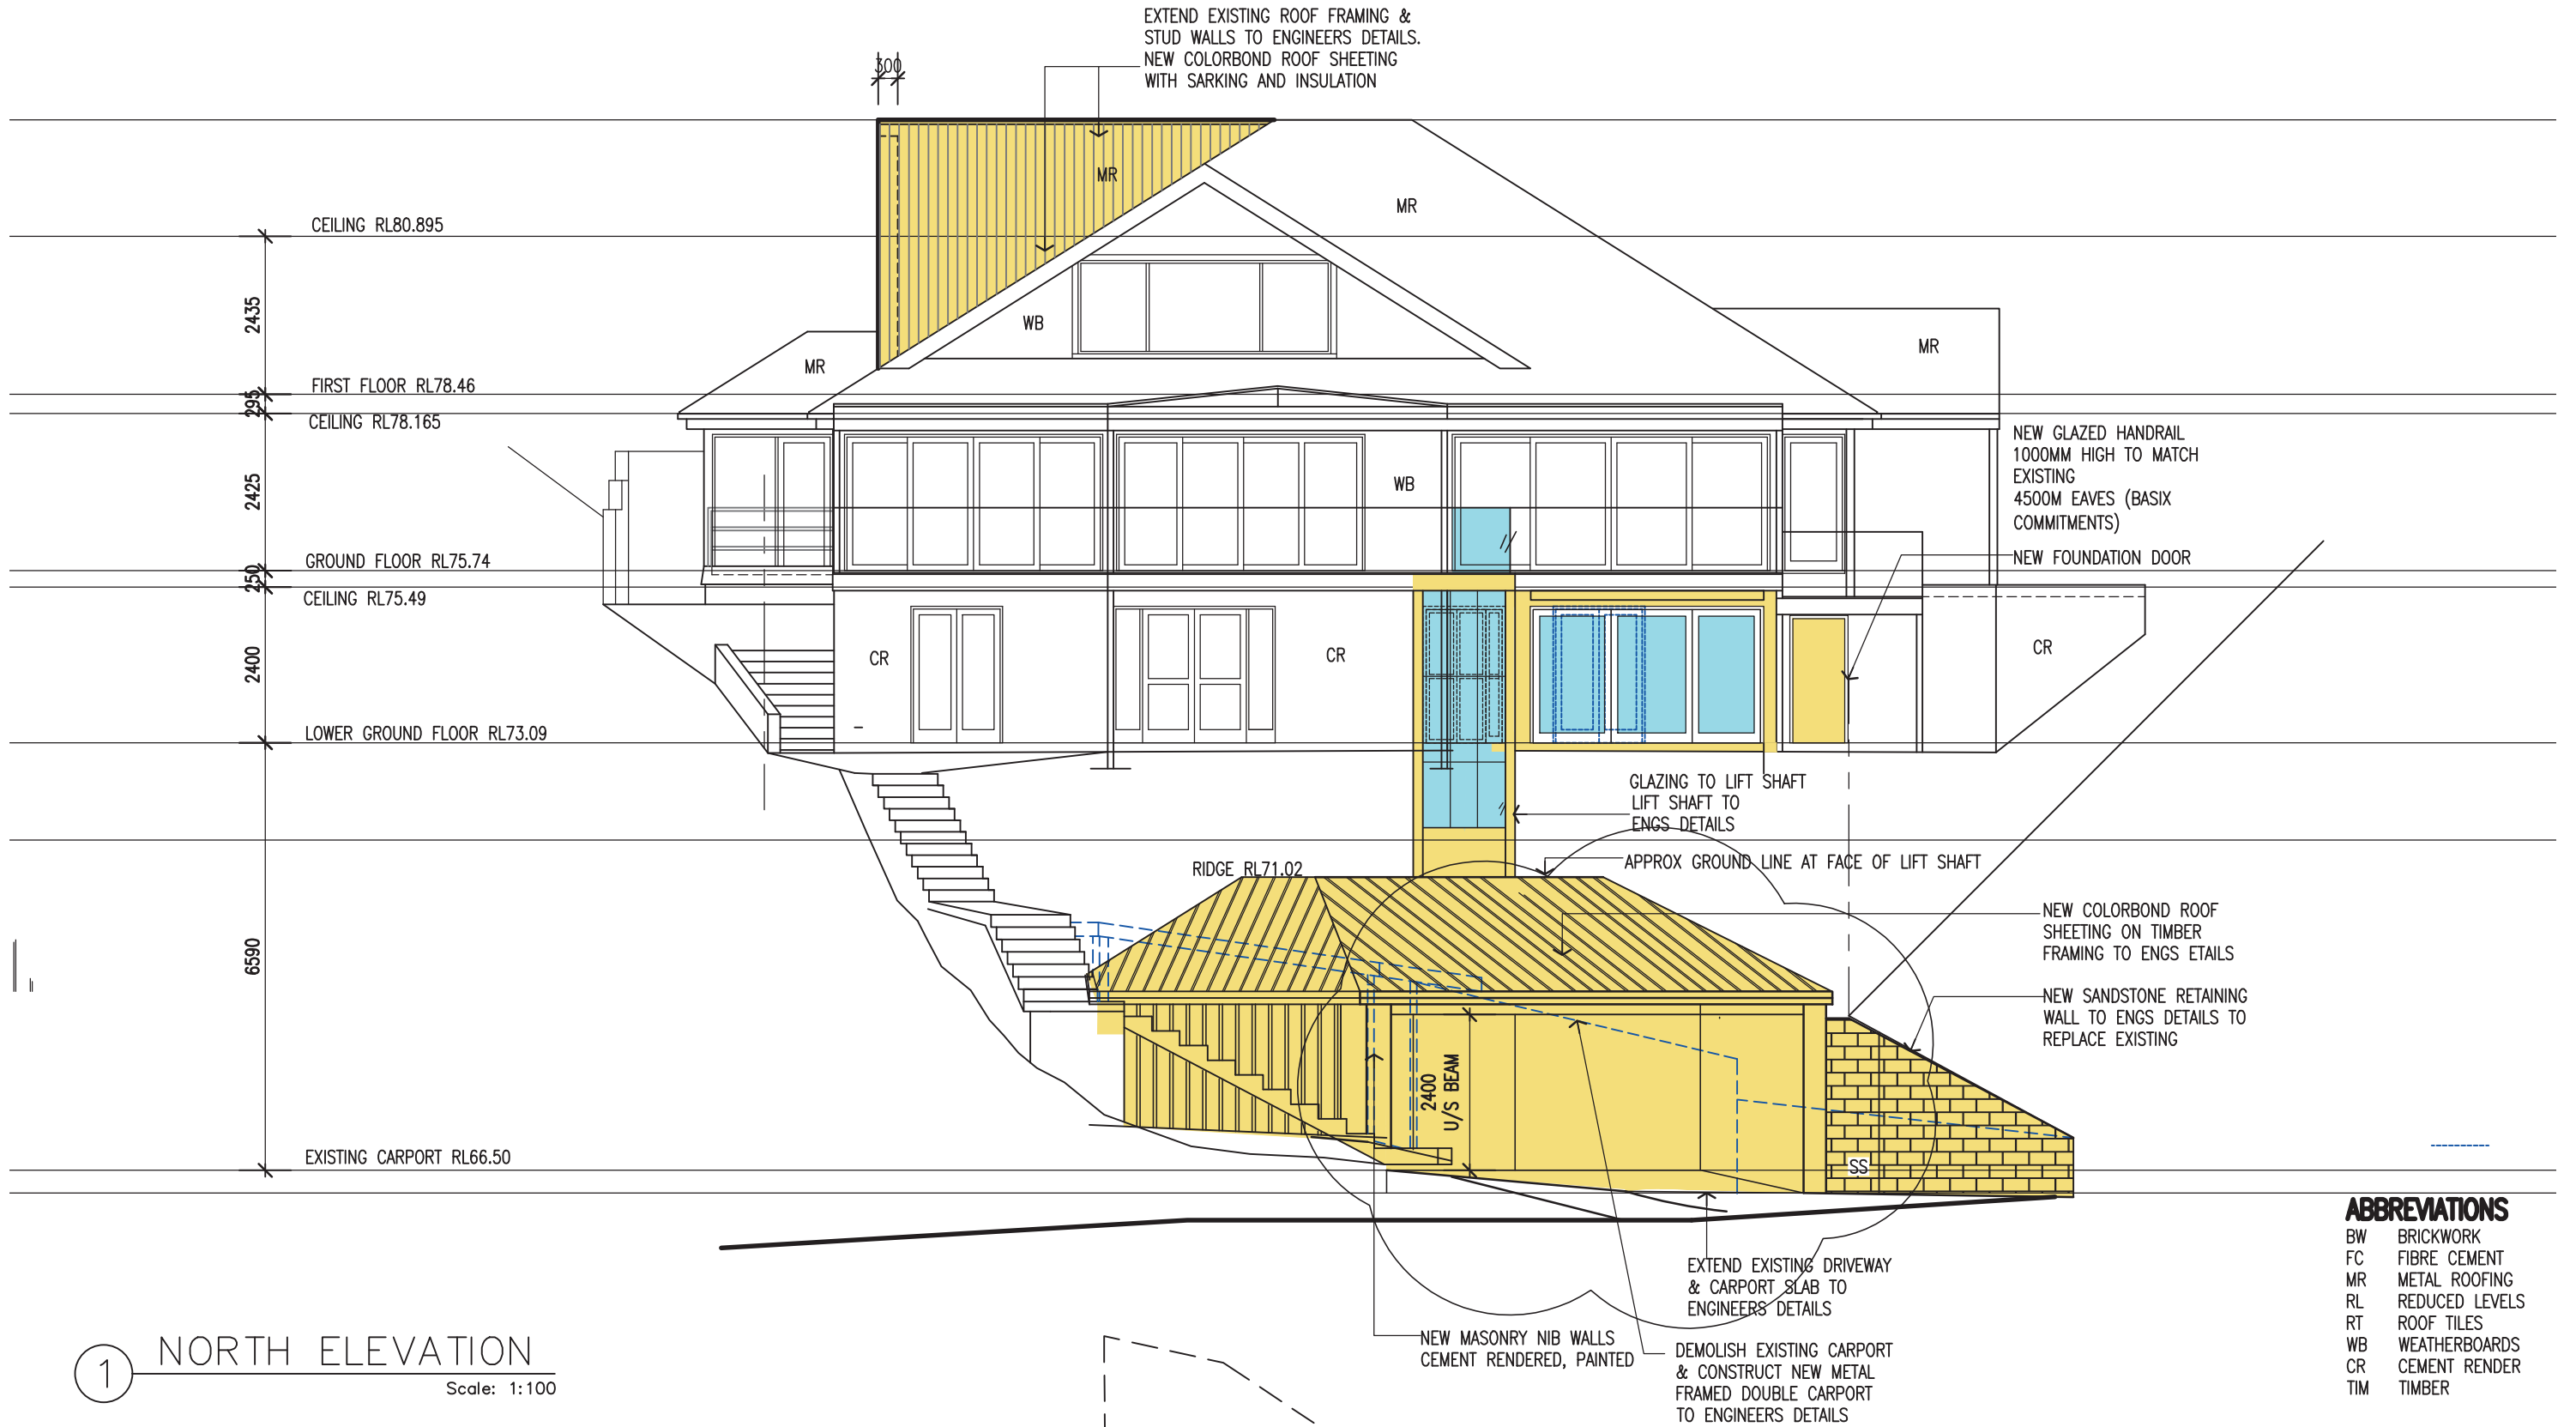 EXTEND EXISTING ROOF FRAMING &
STUD WALLS TO ENGINEERS DETAILS.
NEW COLORBOND ROOF SHEETING
WITH SARKING AND INSULATION
300
MR
MR
CEILING RL80.895
2435
WB
MR
MR
FIRST FLOOR RL78.46
295
CEILING RL78.165
NEW GLAZED HANDRAIL
1000MM HIGH TO MATCH
EXISTING
4500M EAVES (BASIX
COMMITMENTS)
2425
WB
GROUND FLOOR RL75.74
NEW FOUNDATION DOOR
250
CEILING RL75.49
2400
CR
CR
CR
LOWER GROUND FLOOR RL73.09
GLAZING TO LIFT SHAFT
LIFT SHAFT TO
ENGS DETAILS
RIDGE RL71.02
APPROX GROUND LINE AT FACE OF LIFT SHAFT
NEW COLORBOND ROOF
SHEETING ON TIMBER
FRAMING TO ENGS ETAILS
6590
NEW SANDSTONE RETAINING
WALL TO ENGS DETAILS TO
REPLACE EXISTING
2400
U/S BEAM
EXISTING CARPORT RL66.50
SS
EXTEND EXISTING DRIVEWAY
& CARPORT SLAB TO
ENGINEERS DETAILS
NEW MASONRY NIB WALLS
CEMENT RENDERED, PAINTED
DEMOLISH EXISTING CARPORT
& CONSTRUCT NEW METAL
FRAMED DOUBLE CARPORT
TO ENGINEERS DETAILS
ABBREVIATIONS
BW BRICKWORK
FC FIBRE CEMENT
MR METAL ROOFING
RL REDUCED LEVELS
RT ROOF TILES
WB WEATHERBOARDS
CR CEMENT RENDER
TIM TIMBER
1 NORTH ELEVATION
Scale: 1:100